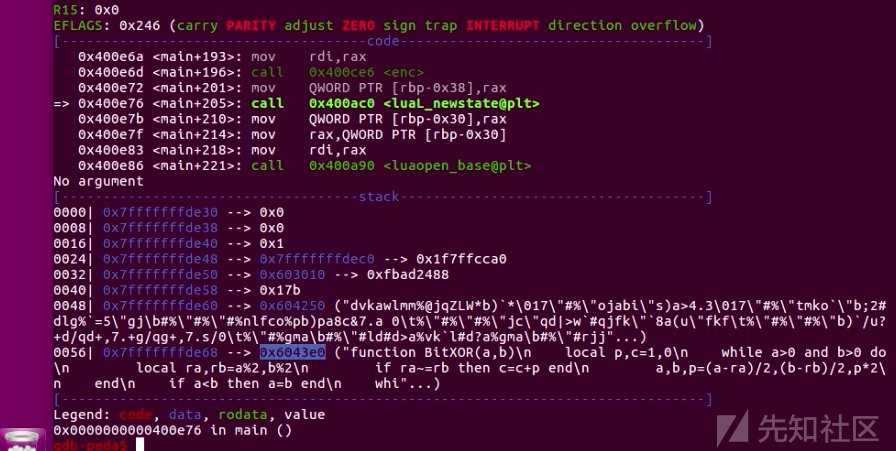 R15: 0x0
EFLAGS: 0x246 (carry PARITY adjust ZERO sign trap INTERRUPT direction overflow)
[-------------------------------------code-------------------------------------]
   0x400e6a <main+193>: mov    rdi,rax
   0x400e6d <main+196>: call   0x400ce6 <enc>
   0x400e72 <main+201>: mov    QWORD PTR [rbp-0x38],rax
=> 0x400e76 <main+205>: call   0x400ac0 <luaL_newstate@plt>
   0x400e7b <main+210>: mov    QWORD PTR [rbp-0x30],rax
   0x400e7f <main+214>: mov    rax,QWORD PTR [rbp-0x30]
   0x400e83 <main+218>: mov    rdi,rax
   0x400e86 <main+221>: call   0x400a90 <luaopen_base@plt>
No argument
[------------------------------------stack-------------------------------------]
0000| 0x7fffffffde30 --> 0x0
0008| 0x7fffffffde38 --> 0x0
0016| 0x7fffffffde40 --> 0x1
0024| 0x7fffffffde48 --> 0x7fffffffdec0 --> 0x1f7ffcca0
0032| 0x7fffffffde50 --> 0x603010 --> 0xfbad2488
0040| 0x7fffffffde58 --> 0x17b
0048| 0x7fffffffde60 --> 0x604250 ("dvkawlmm%@jqZLW*b)`*\017\"#%\"ojabi\"s)a>4.3\017\"#%\"tmko`\"b;2#
dlg%`=5\"gj\b#%\"#%\"#%nlfco%pb)pa8c&7.a 0\t%\"#%\"#%\"jc\"qd|>w`#qjfk\"`8a(u\"fkf\t%\"#%\"#%\"b)`/u?
+d/qd+,7.+g/qg+,7.s/0\t%\"#%gma\b#%\"#ld#d>a%vk`l#d?a%gma\b#%\"#rjj"...)
0056| 0x7fffffffde68 --> 0x6043e0 ("function BitXOR(a,b)\n    local p,c=1,0\n    while a>0 and b>0 do
\n        local ra,rb=a%2,b%2\n        if ra~=rb then c=c+p end\n        a,b,p=(a-ra)/2,(b-rb)/2,p*2\
n    end\n    if a<b then a=b end\n    whi"...)
[------------------------------------------------------------------------------]
Legend: code, data, rodata, value
0x0000000000400e76 in main ()
gdb-peda$
先知社区